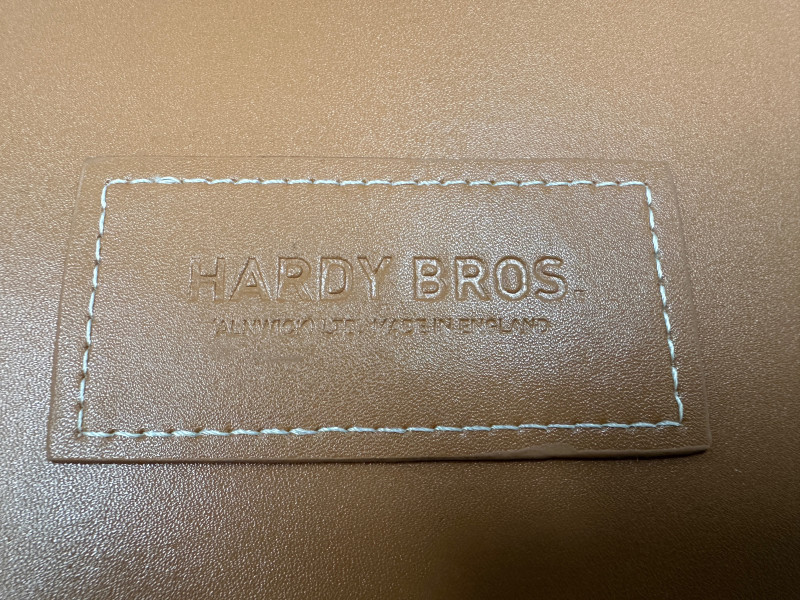 HARDY BROS.
(ALNWICK) LTD. MADE IN ENGLAND